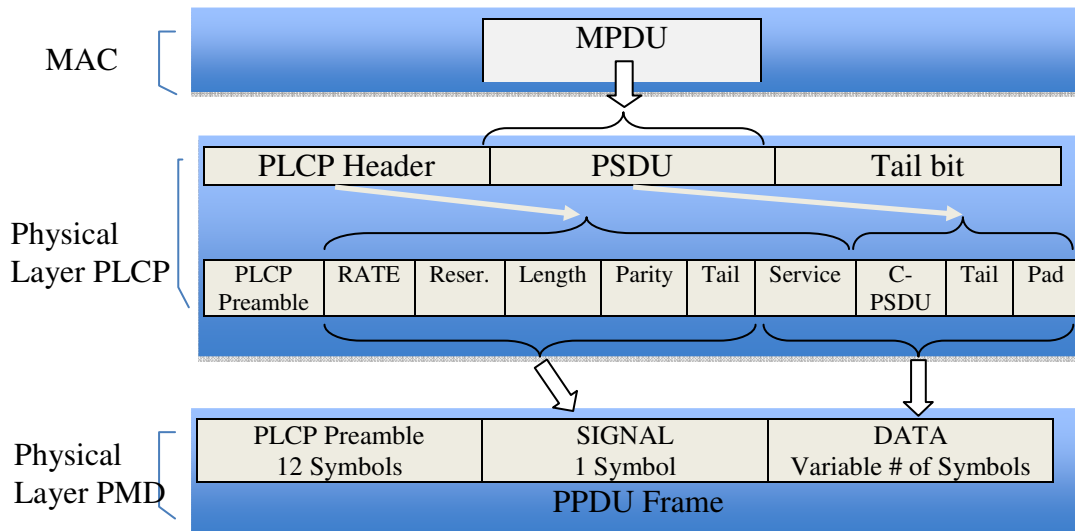 MAC
MPDU
PLCP Header PSDU Tail bit
Physical
Layer PLCP
PLCP
Preamble
RATE
Reser.
Length
Parity
Tail
Service
C-
PSDU
Tail
Pad
Physical
Layer PMD
PLCP Preamble
12 Symbols
SIGNAL
1 Symbol
DATA
Variable # of Symbols
PPDU Frame